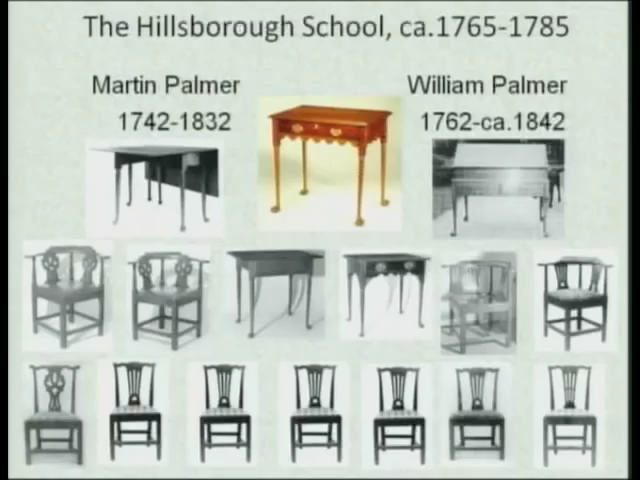 The Hillsborough School, ca.1765-1785
Martin Palmer
William Palmer
1742-1832
1762-ca.1842